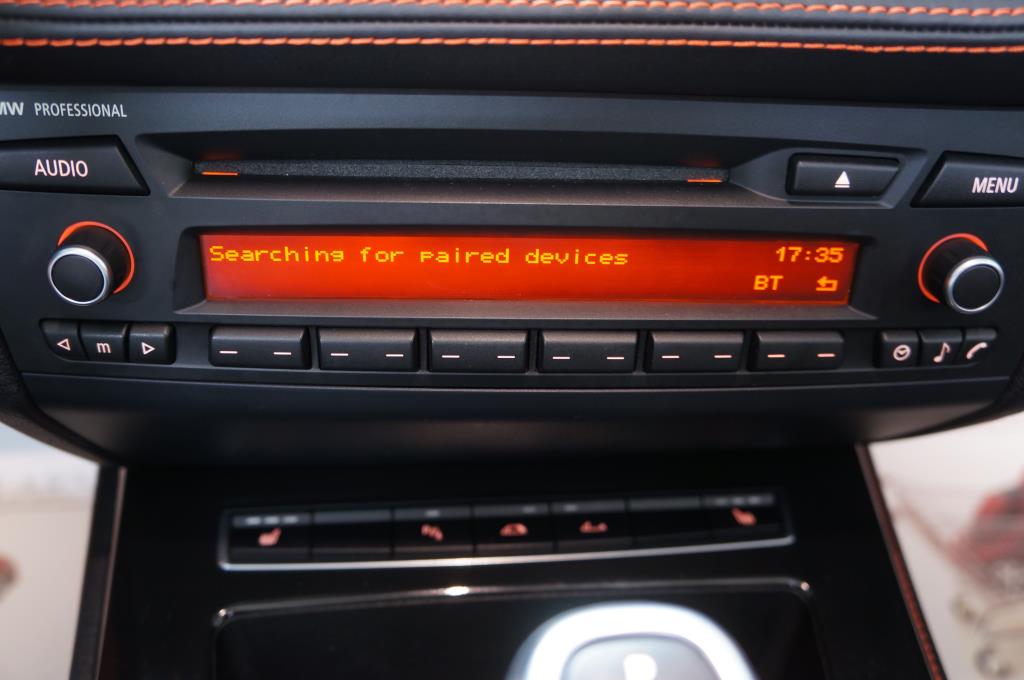 MW PROFESSIONAL
AUDIO
MENU
Searching for paired devices 17:35
BT
m